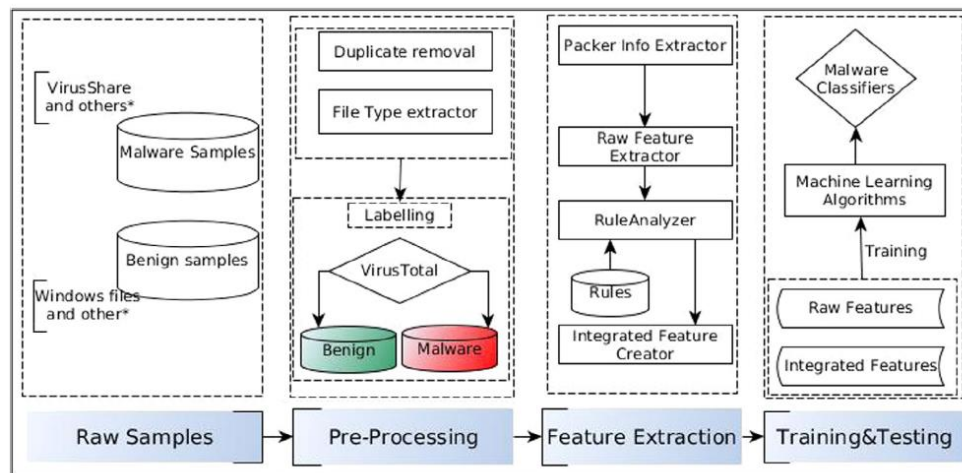 VirusShare
and others*
Malware Samples
Benign samples
Windows files
and other*
Duplicate removal
File Type extractor
Labelling
VirusTotal
Benign
Malware
Packer Info Extractor
Raw Feature
Extractor
RuleAnalyzer
Rules
Integrated Feature
Creator
Malware
Classifiers
Machine Learning
Algorithms
Training
Raw Features
Integrated Features
Raw Samples
Pre-Processing
Feature Extraction
Training&Testing